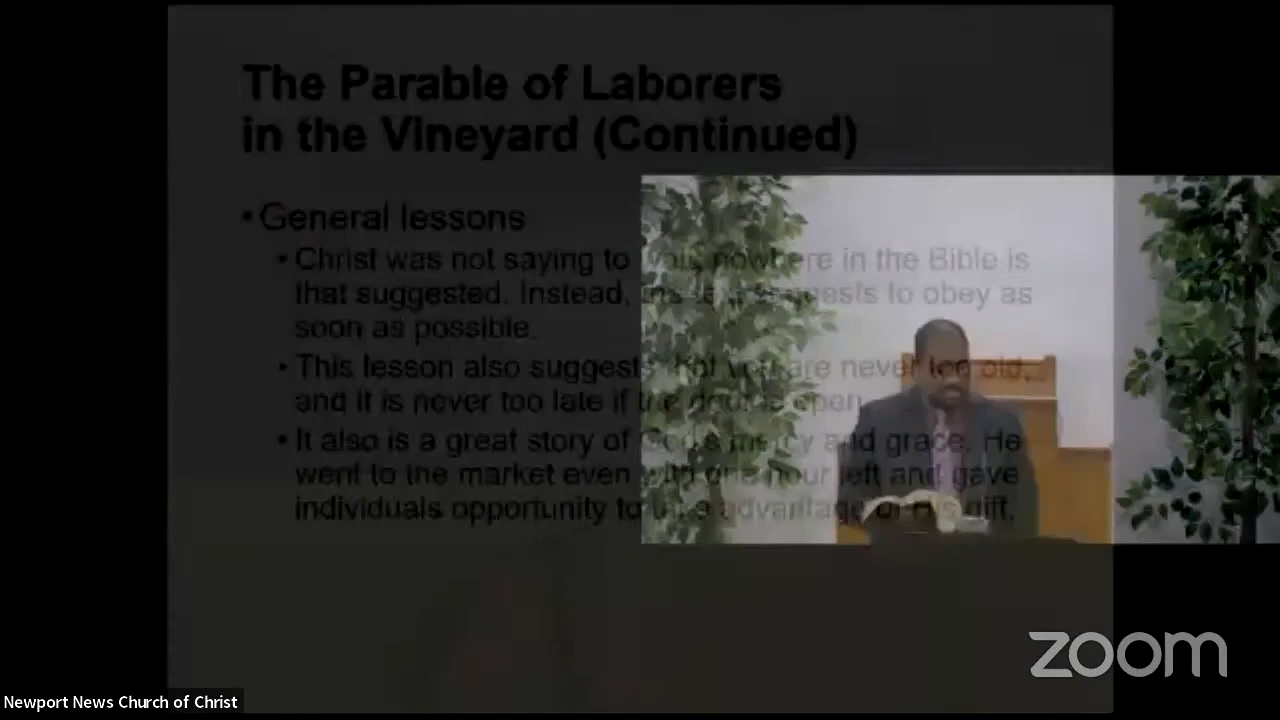 The Parable of Laborers
in the Vineyard (Continued)
• General lessons
• Christ was not saying to wait, nowhere in the Bible is
that suggested. Instead, suggests to obey as
soon as possible.
• This lesson also suggests that you are never too old,
and it is never too late if the door is open.
• It also is a great story of God's mercy and grace. He
went to the market even with one hour left and gave
individuals opportunity to take advantage of His gift.
zoom
Newport News Church of Christ